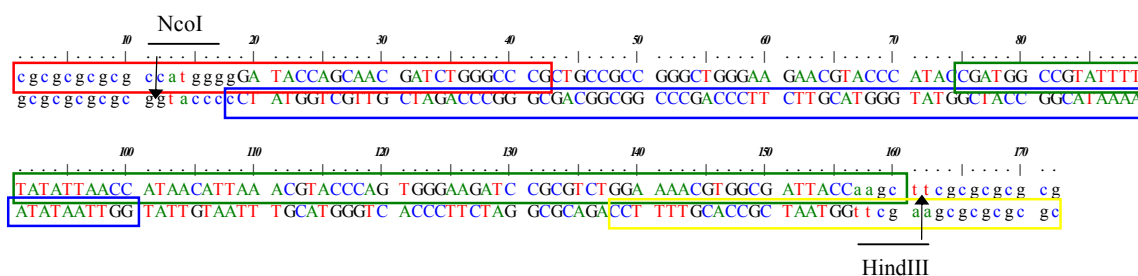 NcoI
10 20 30 40 50 60 70 80
cgcgcgcgcg ccatggggGA TACCAGCAAC GATCTGGGCC CGCTGCCGCC GGGCTGGGAA GAACGTACCC ATACCGATGG CCGTATTTT
gcgcgcgcgc ggtaccccCT ATGGTCGTTG CTAGACCCGG GCGACGGCGG CCCGACCCTT CTTGCATGGG TATGGCTACC GGCATAAAA
100 110 120 130 140 150 160 170
TATATTAACC ATAACATTAA ACGTACCCAG TGGGAAGATC CGCGTCTGGA AAACGTGGCG ATTACCaagc ttcgcgcgcg cg
ATATAATTGG TATTGTAATT TGCATGGGTC ACCCTTCTAG GCGCAGACCT TTTGCACCGC TAATGGttcg aagcgcgcgc gc
HindIII